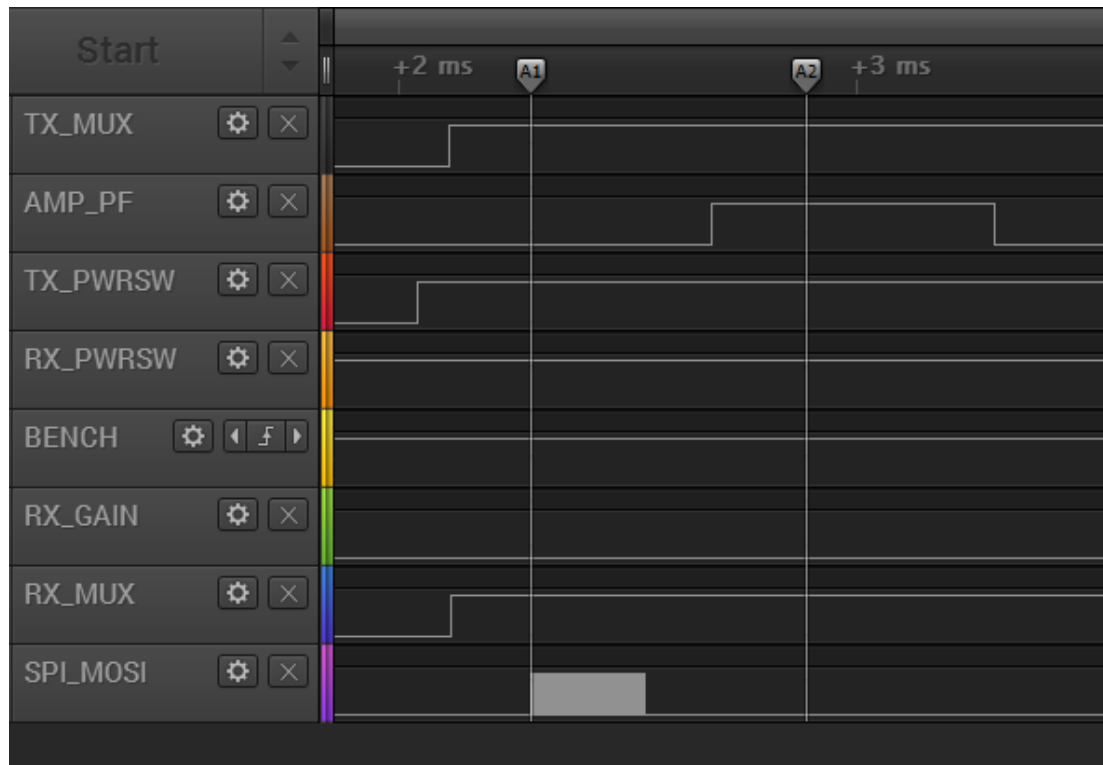 Start
+2 ms A1 A2 +3 ms
TX_MUX
AMP_PF
TX_PWRSW
RX_PWRSW
BENCH
RX_GAIN
RX_MUX
SPI_MOSI